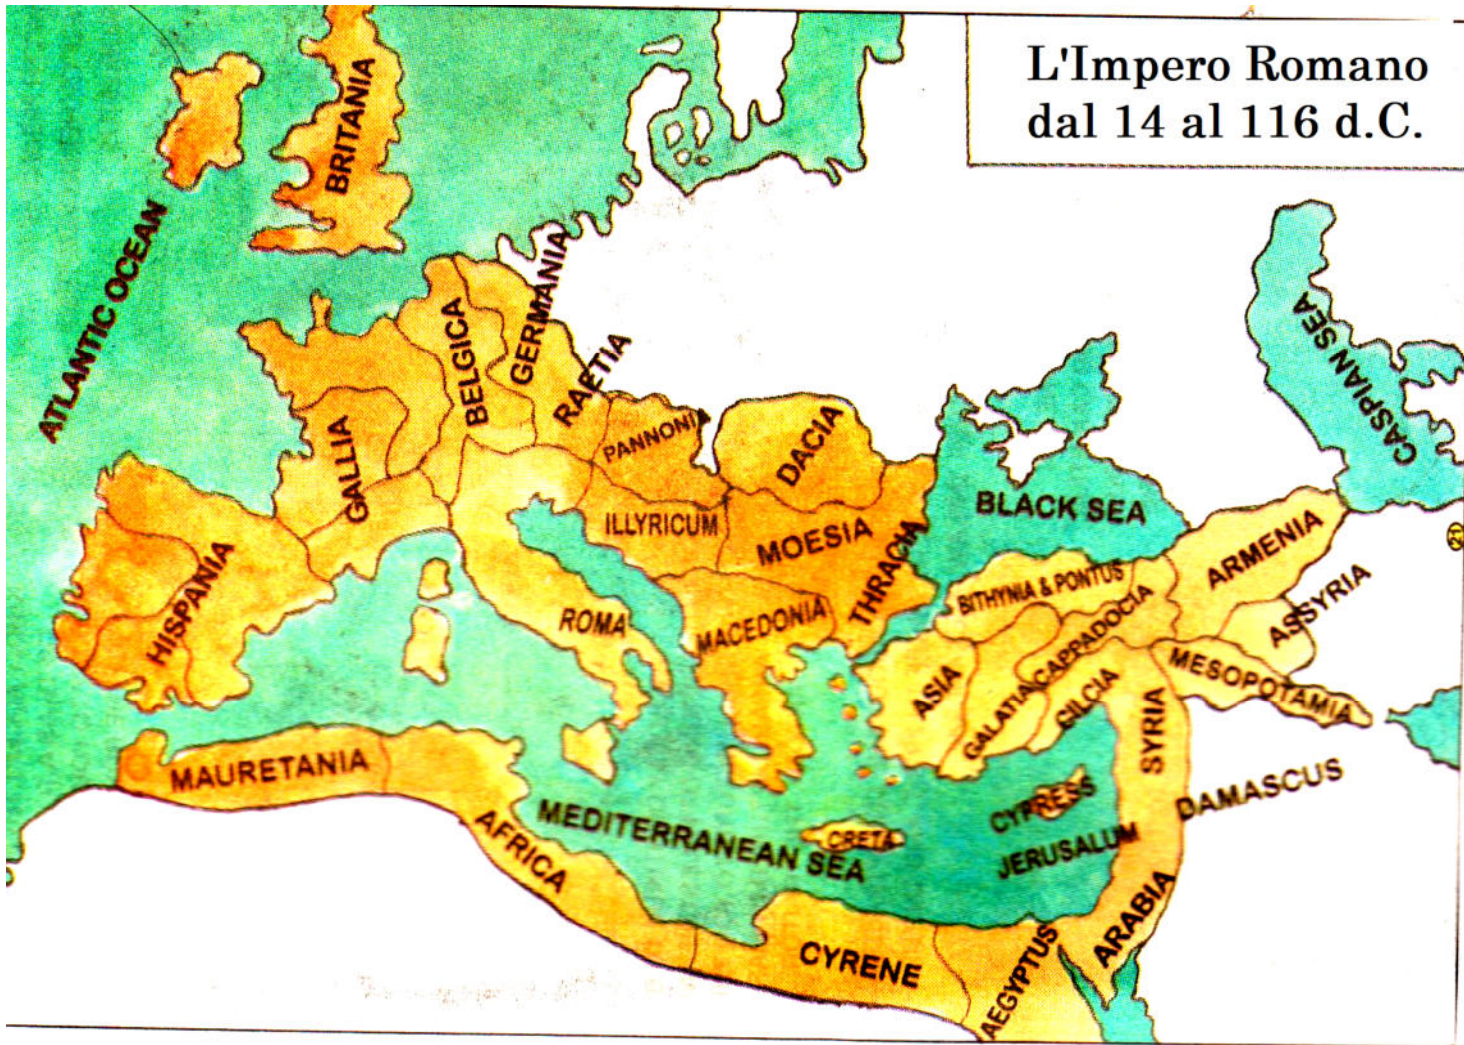 L'Impero Romano
dal 14 al 116 d.C.
BRITANIA
ATLANTIC OCEAN
GERMANIA
BELGICA
RAETIA
CASPIAN SEA
GALLIA
PANNONIA
DACIA
BLACK SEA
ILLYRICUM
MOESIA
THRACIA
ARMENIA
HISPANIA
ROMA
MACEDONIA
BITHYNIA & PONTUS
ASSYRIA
CAPPADOCIA
ASIA
GALATIA
CILCIA
MESOPOTAMIA
SYRIA
MAURETANIA
AFRICA
MEDITERRANEAN SEA
CRETA
CYPRESS
JERUSALUM
DAMASCUS
ARABIA
CYRENE
AEGYPTUS